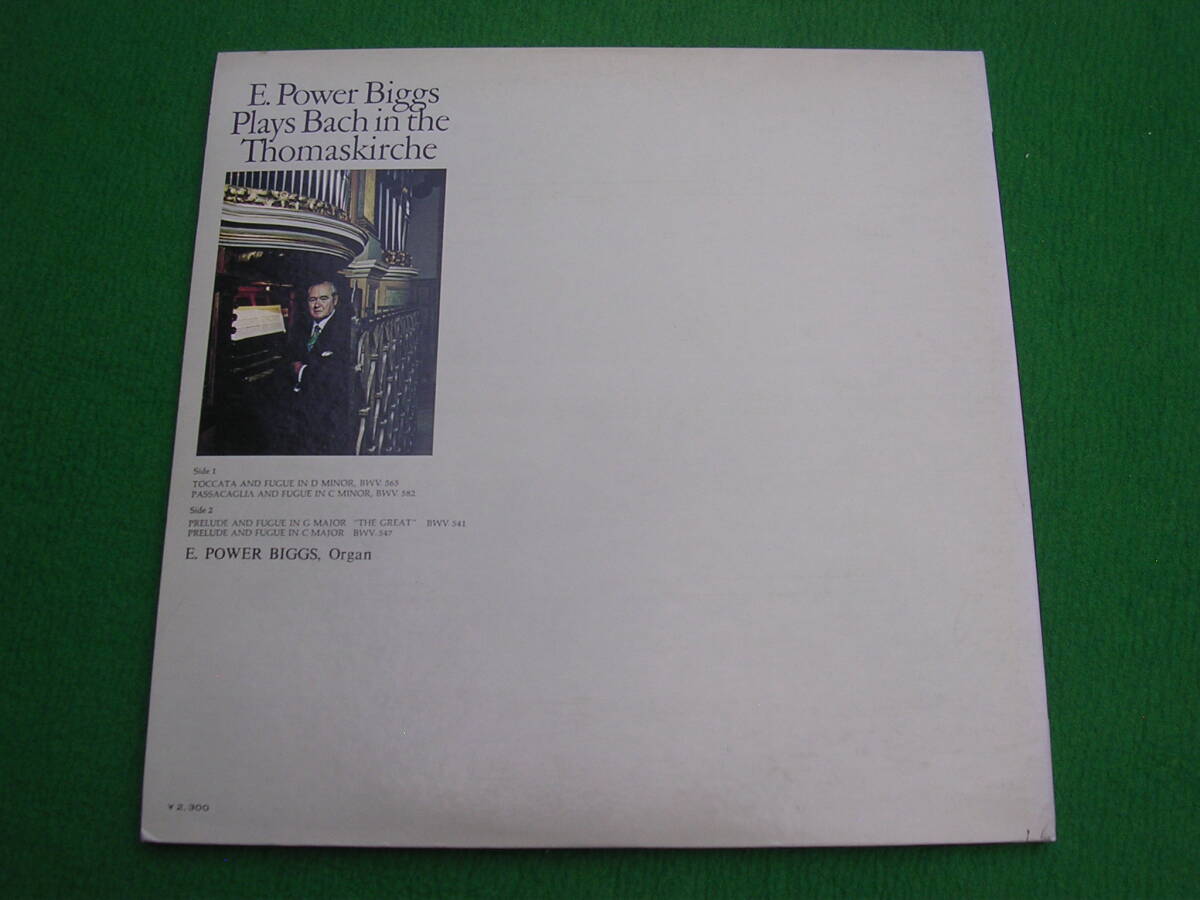 E. Power Biggs
Plays Bach in the
Thomaskirche
Side 1
TOCCATA AND FUGUE IN D MINOR, BWV 565
PASSACAGLIA AND FUGUE IN C MINOR, BWV 582
Side 2
PRELUDE AND FUGUE IN G MAJOR "THE GREAT" BWV 541
PRELUDE AND FUGUE IN C MAJOR BWV 547
E. POWER BIGGS, Organ
¥2,300